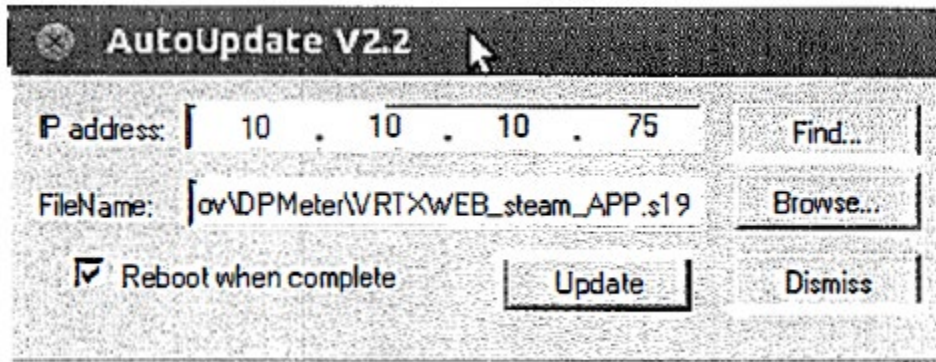 AutoUpdate V2.2
IP address: 10 . 10 . 10 . 75 Find...
FileName: ov\DPMeter\VRTXWEB_steam_APP.s19 Browse...
Reboot when complete Update Dismiss